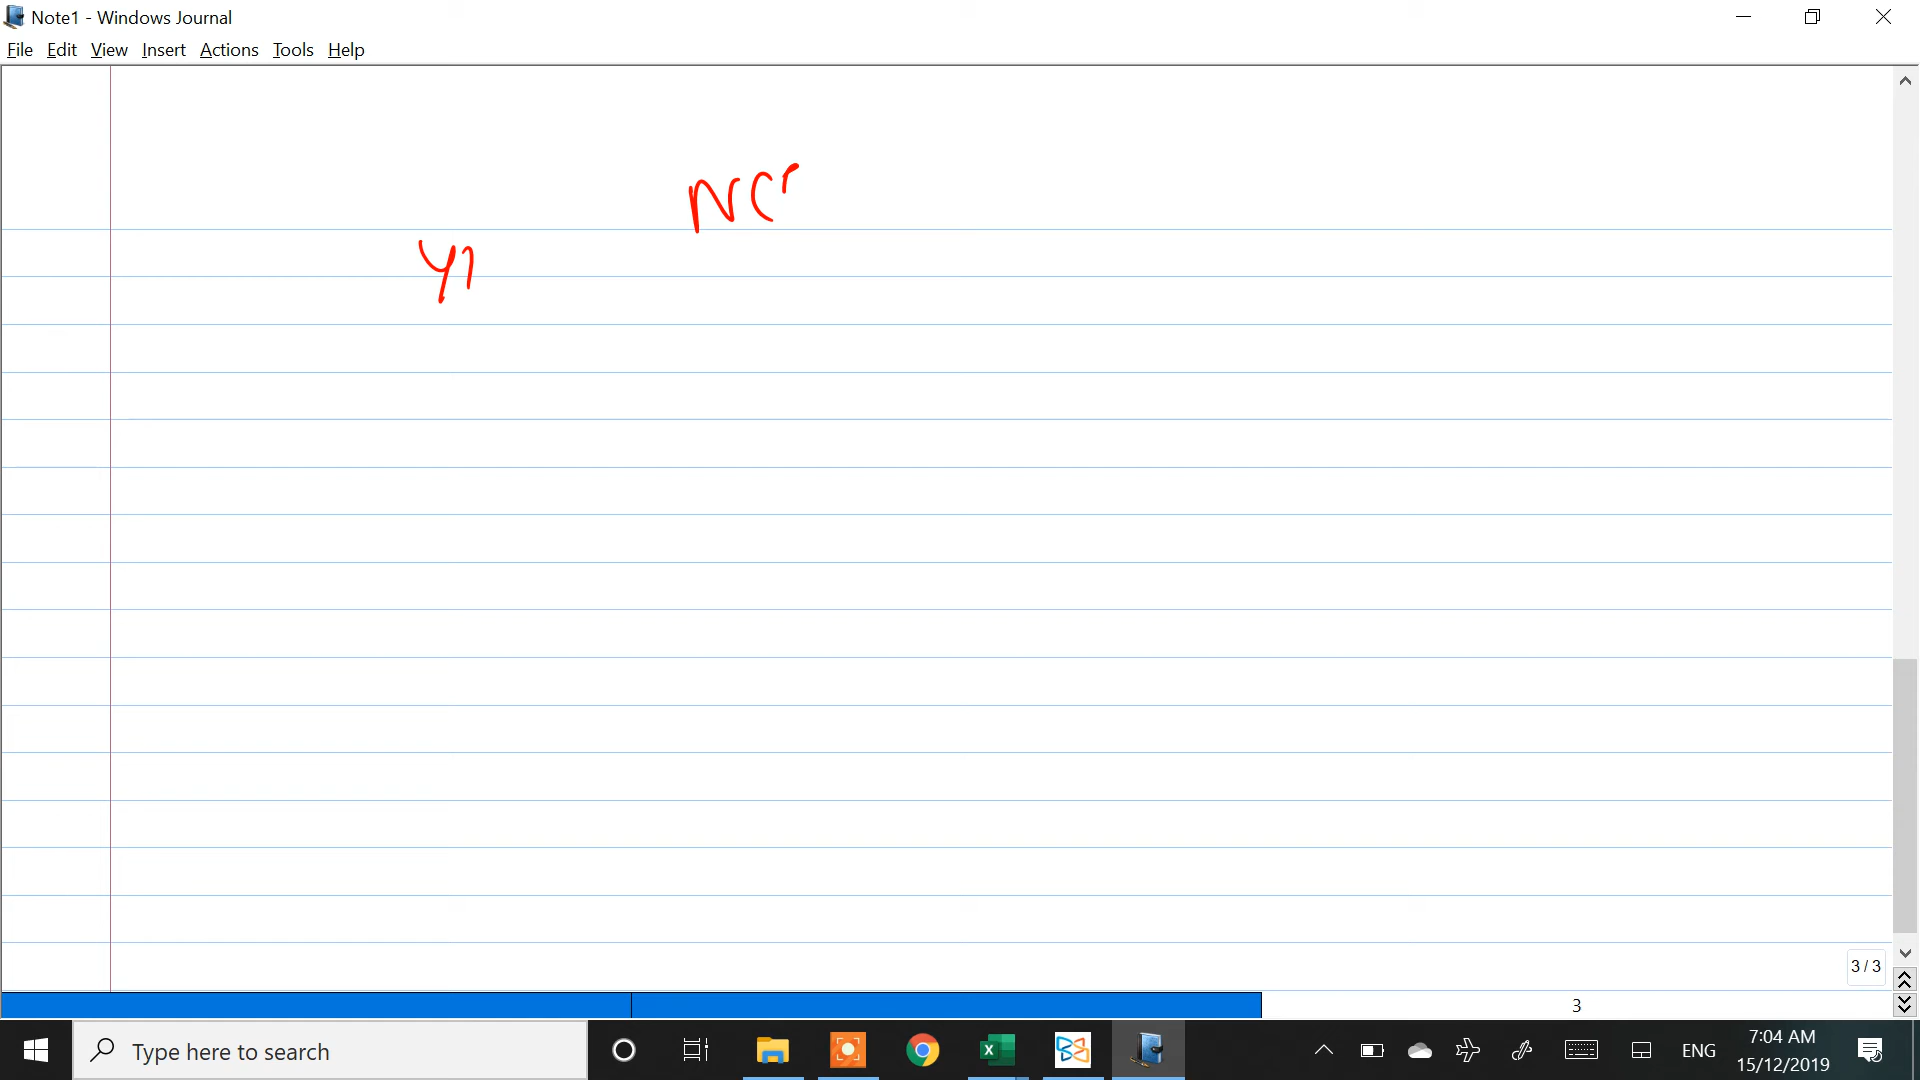 Note1 - Windows Journal
File Edit View Insert Actions Tools Help
3 / 3
3
Type here to search
ENG
7:04 AM
15/12/2019